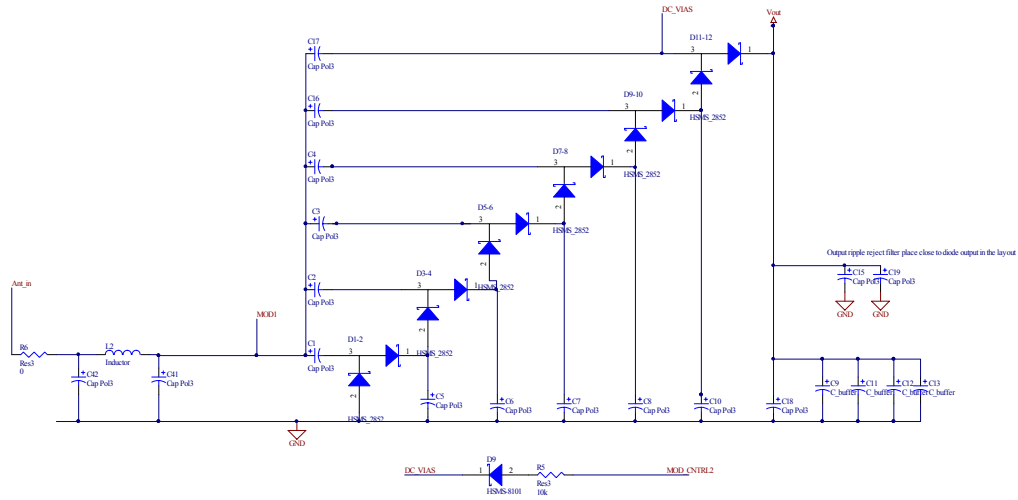 DC_VIAS
Vout
C17
Cap Pol3
D11-12
3
1
2
C16
Cap Pol3
D9-10
3
1
HSMS_2852
2
C4
Cap Pol3
D7-8
3
1
HSMS_2852
2
C3
Cap Pol3
D5-6
3
1
HSMS_2852
2
Output ripple reject filter place close to diode output in the layout
C15
Cap Pol3
C19
Cap Pol3
GND
GND
Ant_in
C2
Cap Pol3
D3-4
3
1
HSMS_2852
2
MOD1
R6
Res3
0
L2
Inductor
C1
Cap Pol3
D1-2
3
1
HSMS_2852
2
HSMS_2852
C42
Cap Pol3
C41
Cap Pol3
C5
Cap Pol3
C6
Cap Pol3
C7
Cap Pol3
C8
Cap Pol3
C10
Cap Pol3
C18
Cap Pol3
C9
C_buffer
C11
C_buffer
C12
C_buffer
C13
C_buffer
GND
DC_VIAS
1
D9
HSMS-8101
2
R5
Res3
10k
MOD_CNTRL2